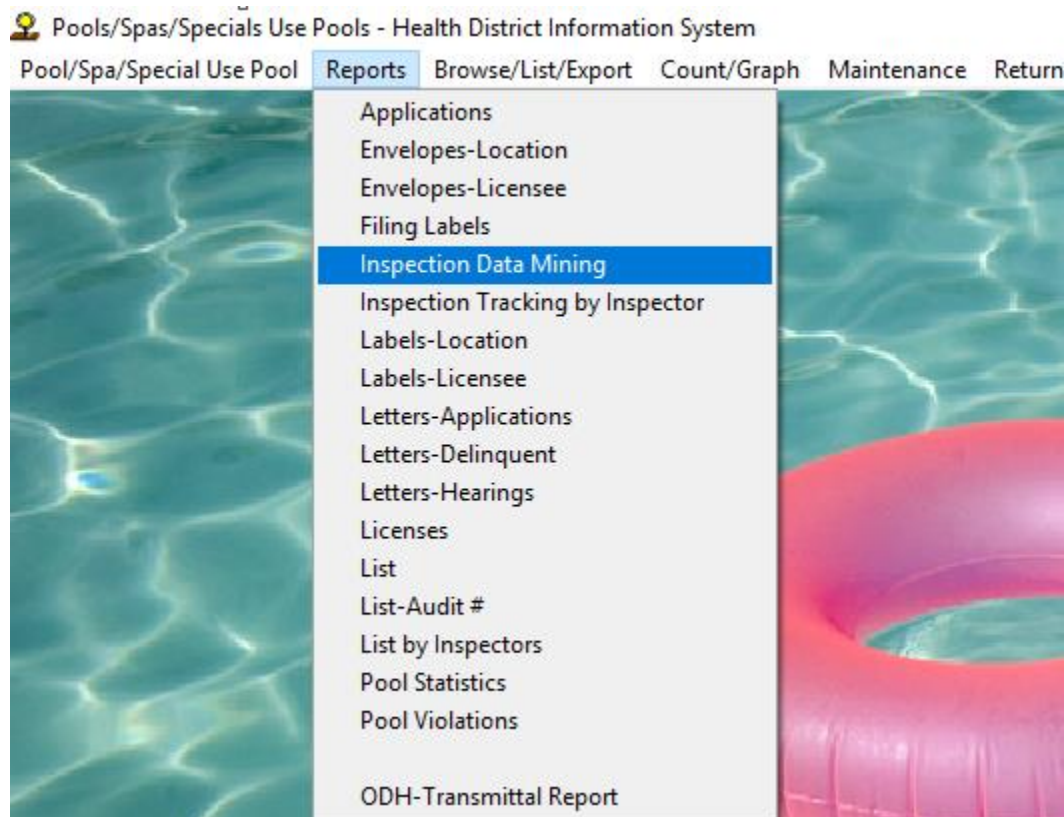 Pools/Spas/Specials Use Pools - Health District Information System
Pool/Spa/Special Use Pool Reports Browse/List/Export Count/Graph Maintenance Return
Applications
Envelopes-Location
Envelopes-Licensee
Filing Labels
Inspection Data Mining
Inspection Tracking by Inspector
Labels-Location
Labels-Licensee
Letters-Applications
Letters-Delinquent
Letters-Hearings
Licenses
List
List-Audit #
List by Inspectors
Pool Statistics
Pool Violations
ODH-Transmittal Report